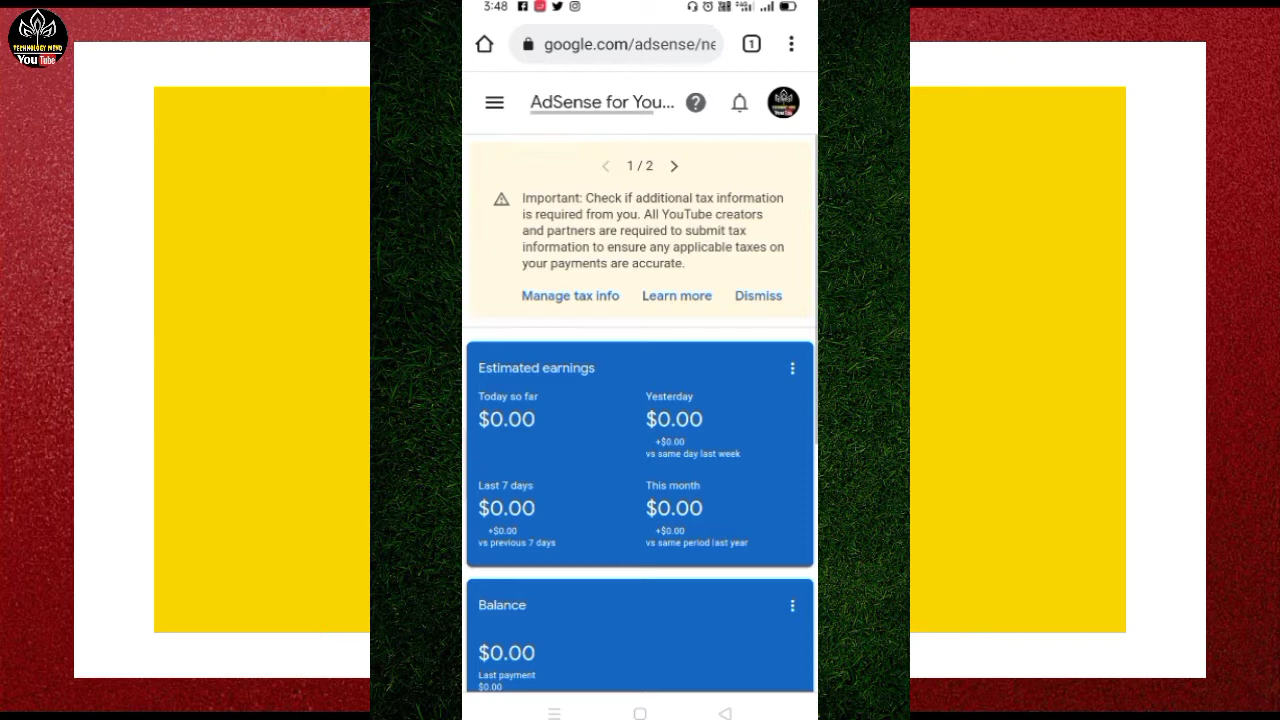 TECHNOLOGY MIND
You Tube
3:48
google.com/adsense/ne
1
AdSense for You...
1 / 2
Important: Check if additional tax information
is required from you. All YouTube creators
and partners are required to submit tax
information to ensure any applicable taxes on
your payments are accurate.
Manage tax info Learn more Dismiss
Estimated earnings
Today so far Yesterday
$0.00 $0.00
+$0.00
vs same day last week
Last 7 days This month
$0.00 $0.00
+$0.00 +$0.00
vs previous 7 days vs same period last year
Balance
$0.00
Last payment
$0.00